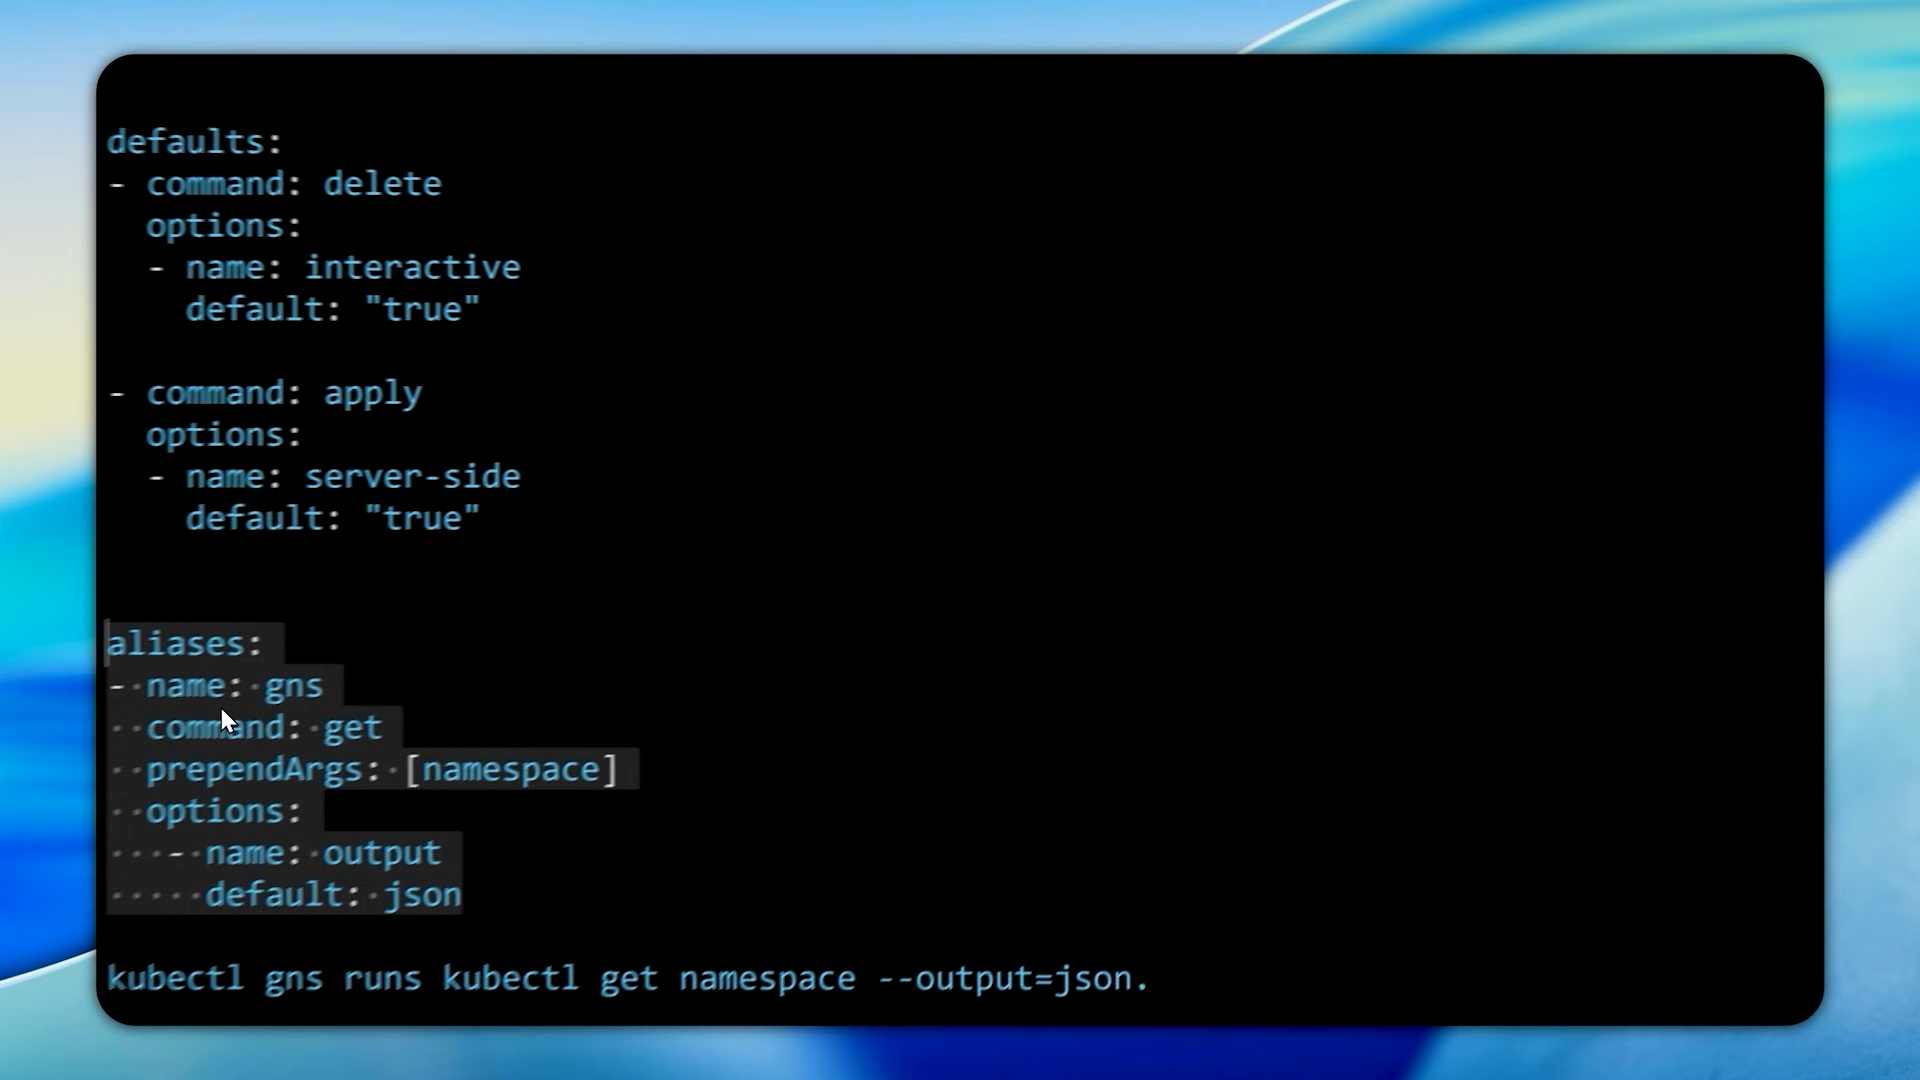 defaults:
- command: delete
  options:
  - name: interactive
    default: "true"

- command: apply
  options:
  - name: server-side
    default: "true"

aliases:
- name: gns
  command: get
  prependArgs: [namespace]
  options:
   - name: output
     default: json

kubectl gns runs kubectl get namespace --output=json.